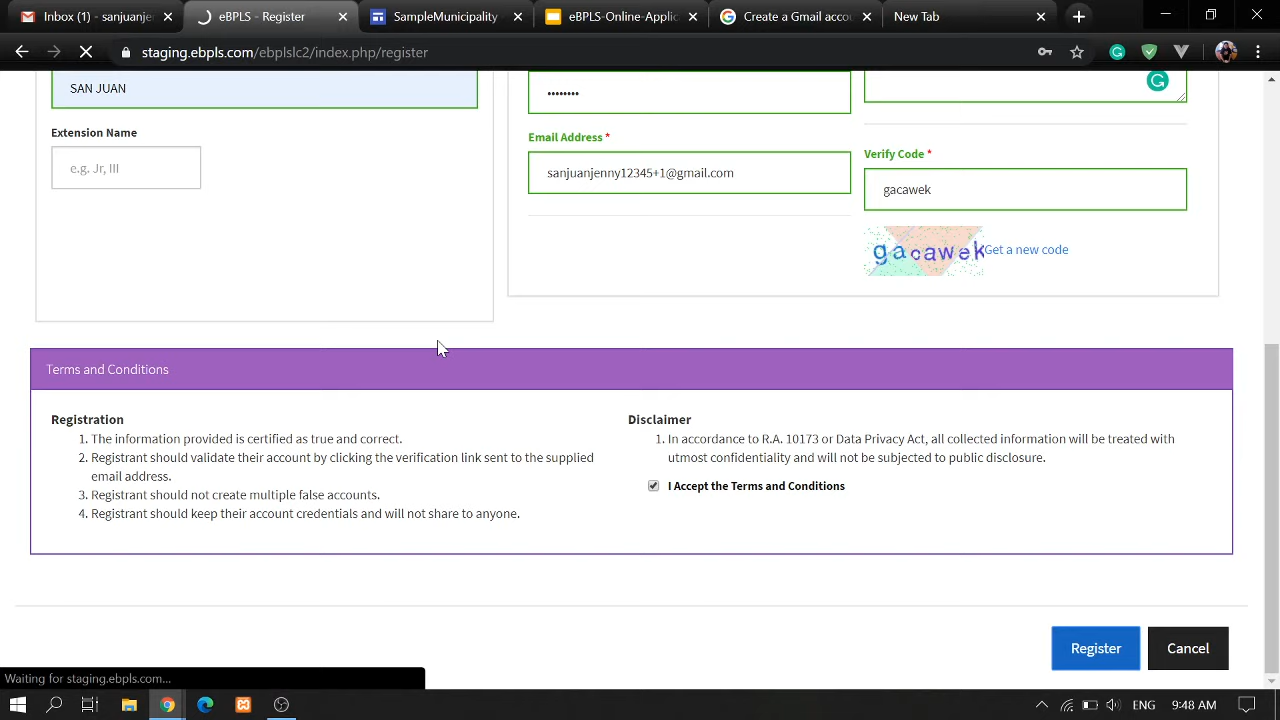 Inbox (1) - sanjuanjenr
eBPLS - Register
SampleMunicipality
eBPLS-Online-Applic
Create a Gmail accou
New Tab
staging.ebpls.com/ebplslc2/index.php/register
SAN JUAN
Extension Name
e.g. Jr, III
••••••••
Email Address *
sanjuanjenny12345+1@gmail.com
Verify Code *
gacawek
gacawek Get a new code
Terms and Conditions
Registration
1. The information provided is certified as true and correct.
2. Registrant should validate their account by clicking the verification link sent to the supplied
email address.
3. Registrant should not create multiple false accounts.
4. Registrant should keep their account credentials and will not share to anyone.
Disclaimer
1. In accordance to R.A. 10173 or Data Privacy Act, all collected information will be treated with
utmost confidentiality and will not be subjected to public disclosure.
I Accept the Terms and Conditions
Register
Cancel
Waiting for staging.ebpls.com...
ENG
9:48 AM